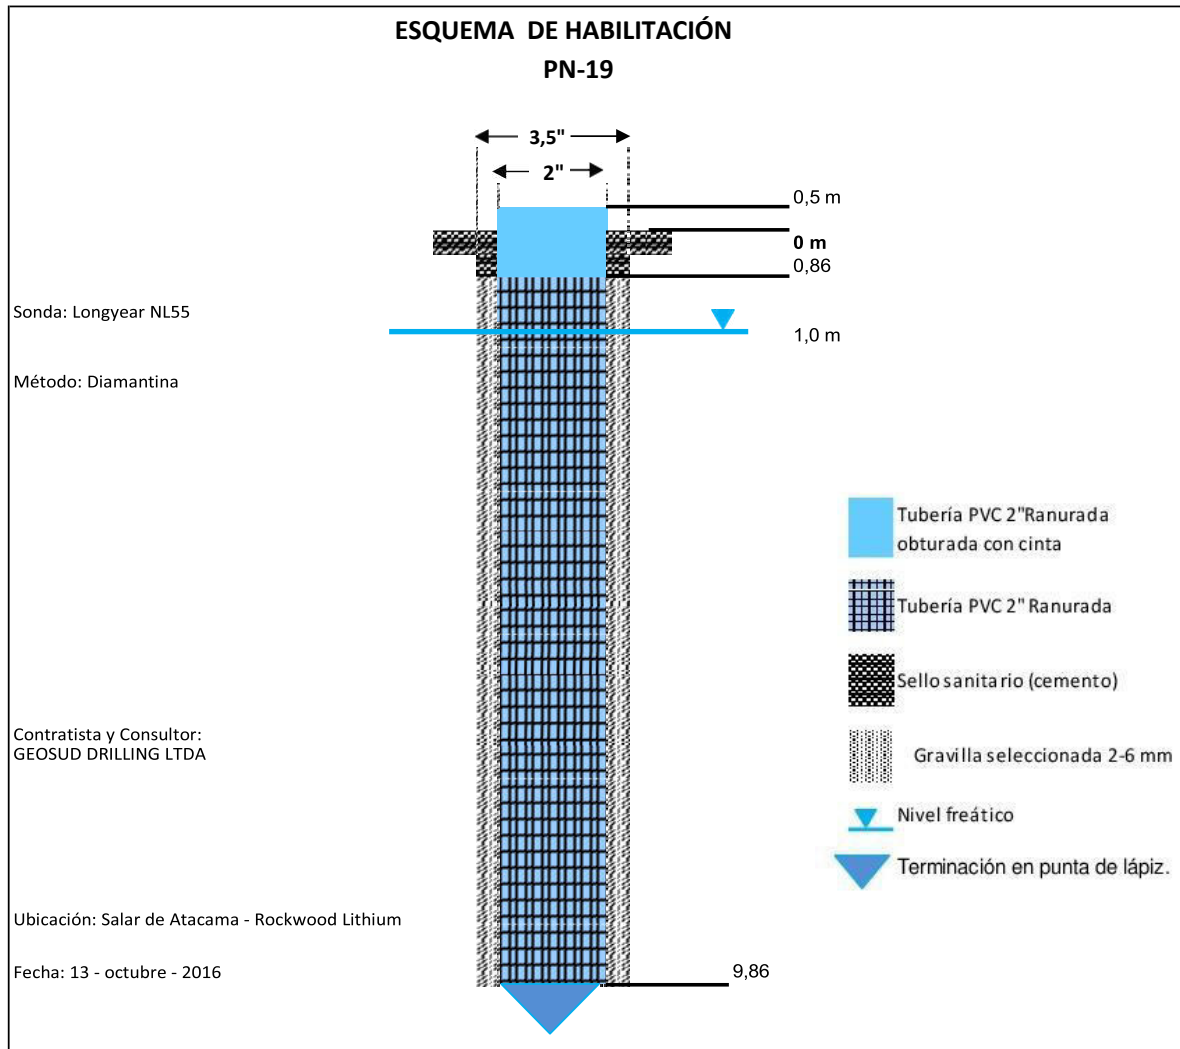 ESQUEMA DE HABILITACIÓN
PN-19
3,5"
2"
0,5 m
0 m
0,86
Sonda: Longyear NL55
1,0 m
Método: Diamantina
Tubería PVC 2"Ranurada
obturada con cinta
Tubería PVC 2" Ranurada
Sello sanitario (cemento)
Contratista y Consultor:
GEOSUD DRILLING LTDA
Gravilla seleccionada 2-6 mm
Nivel freático
Terminación en punta de lápiz.
Ubicación: Salar de Atacama - Rockwood Lithium
Fecha: 13 - octubre - 2016
9,86